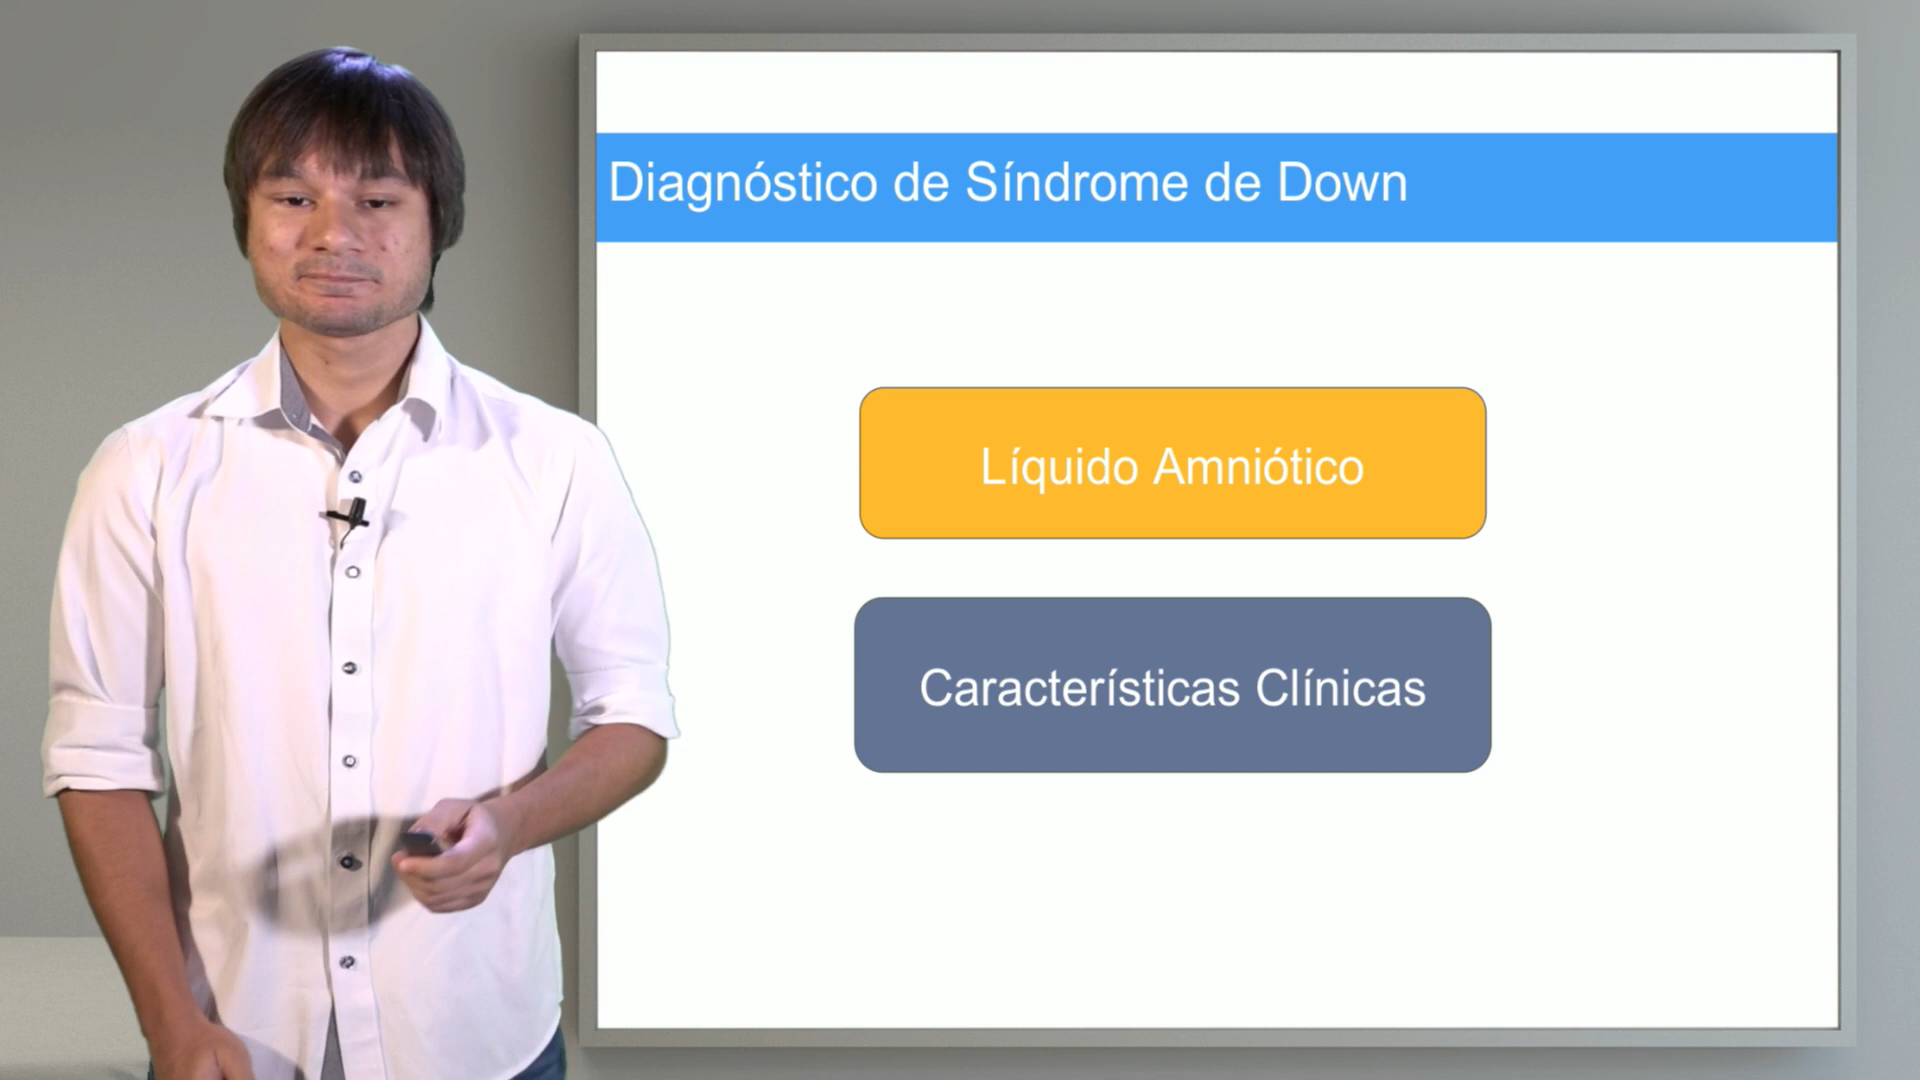 Diagnóstico de Síndrome de Down
Líquido Amniótico
Características Clínicas